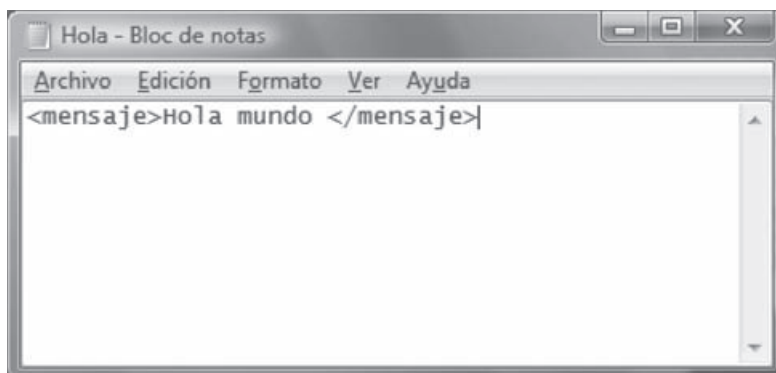 Hola - Bloc de notas
Archivo Edición Formato Ver Ayuda
<mensaje>Hola mundo </mensaje>